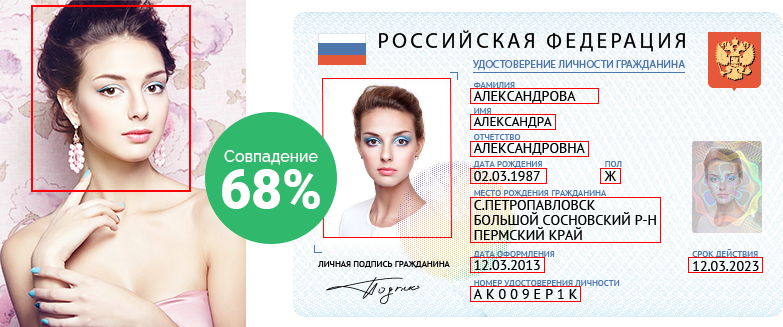 Совпадение
68%
РОССИЙСКАЯ ФЕДЕРАЦИЯ
УДОСТОВЕРЕНИЕ ЛИЧНОСТИ ГРАЖДАНИНА
ФАМИЛИЯ
АЛЕКСАНДРОВА
ИМЯ
АЛЕКСАНДРА
ОТЧЕТСТВО
АЛЕКСАНДРОВНА
ДАТА РОЖДЕНИЯ ПОЛ
02.03.1987 Ж
МЕСТО РОЖДЕНИЯ ГРАЖДАНИНА
С.ПЕТРОПАВЛОВСК
БОЛЬШОЙ СОСНОВСКИЙ Р-Н
ПЕРМСКИЙ КРАЙ
ДАТА ОФОРМЛЕНИЯ СРОК ДЕЙСТВИЯ
12.03.2013 12.03.2023
НОМЕР УДОСТОВЕРЕНИЯ ЛИЧНОСТИ
AK009EP1K
ЛИЧНАЯ ПОДПИСЬ ГРАЖДАНИНА